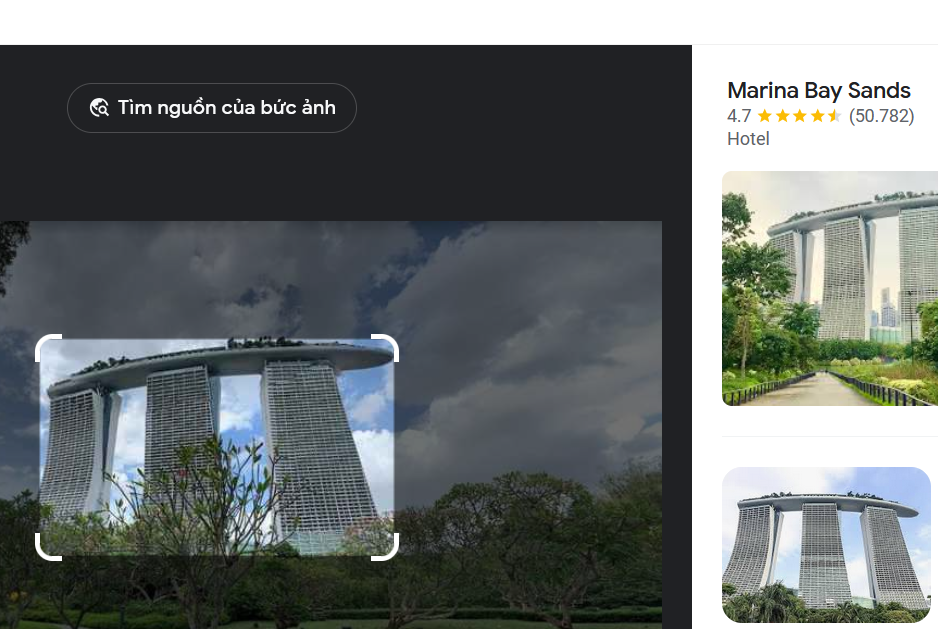 Tìm nguồn của bức ảnh
Marina Bay Sands
4.7 (50.782)
Hotel